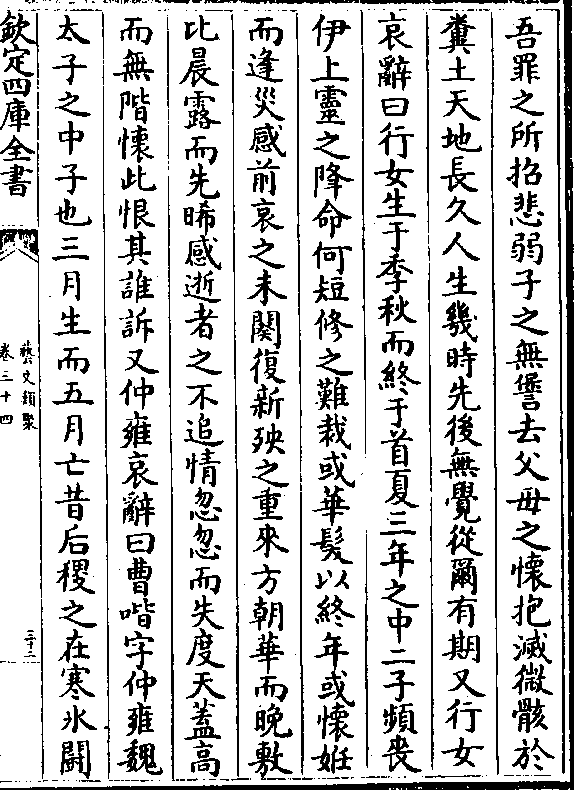 吾罪之所招悲弱子之無諐去父母之懷抱滅微骸於
糞土天地長久人生幾時先後無覺從爾有期又行女
哀辭曰行女生于季秋而終于首夏三年之中二子頻喪
伊上靈之降命何短修之難裁或華髮以終年或懷姙
而逢災感前哀之未闋復新殃之重來方朝華而晚敷
比晨露而先晞感逝者之不追情忽忽而失度天蓋高
而無階懷此恨其誰訴又仲雍哀辭曰曹喈字仲雍魏
太子之中子也三月生而五月亡昔后稷之在寒氷鬭
欽定四庫全書
藝文類聚
卷三十四
三十二